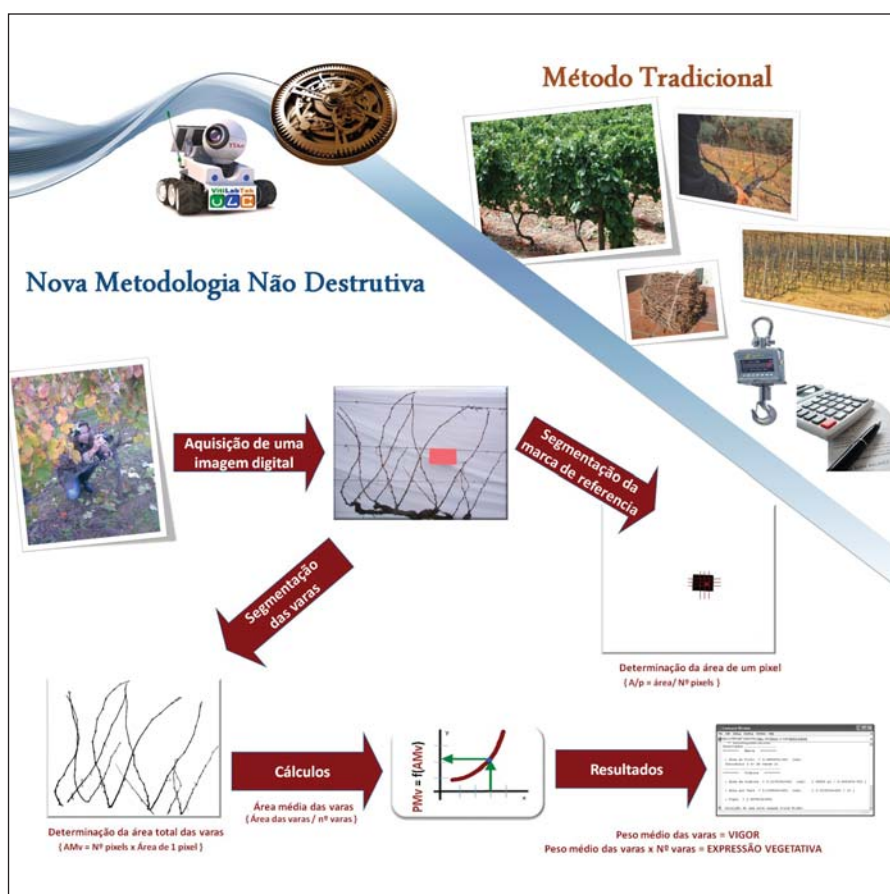 Método Tradicional
VitiLabTek
Nova Metodologia Não Destrutiva
Aquisição de uma
imagem digital
Segmentação da
marca de referencia
Segmentação
das varas
Determinação da área de um pixel
( A/p = área/ Nº pixels )
Determinação da área total das varas
( AMv = Nº pixels x Área de 1 pixel )
Cálculos
Área média das varas
( Área das varas / nº varas )
PMv = f(AMv)
Resultados
Peso médio das varas = VIGOR
Peso médio das varas x Nº varas = EXPRESSÃO VEGETATIVA